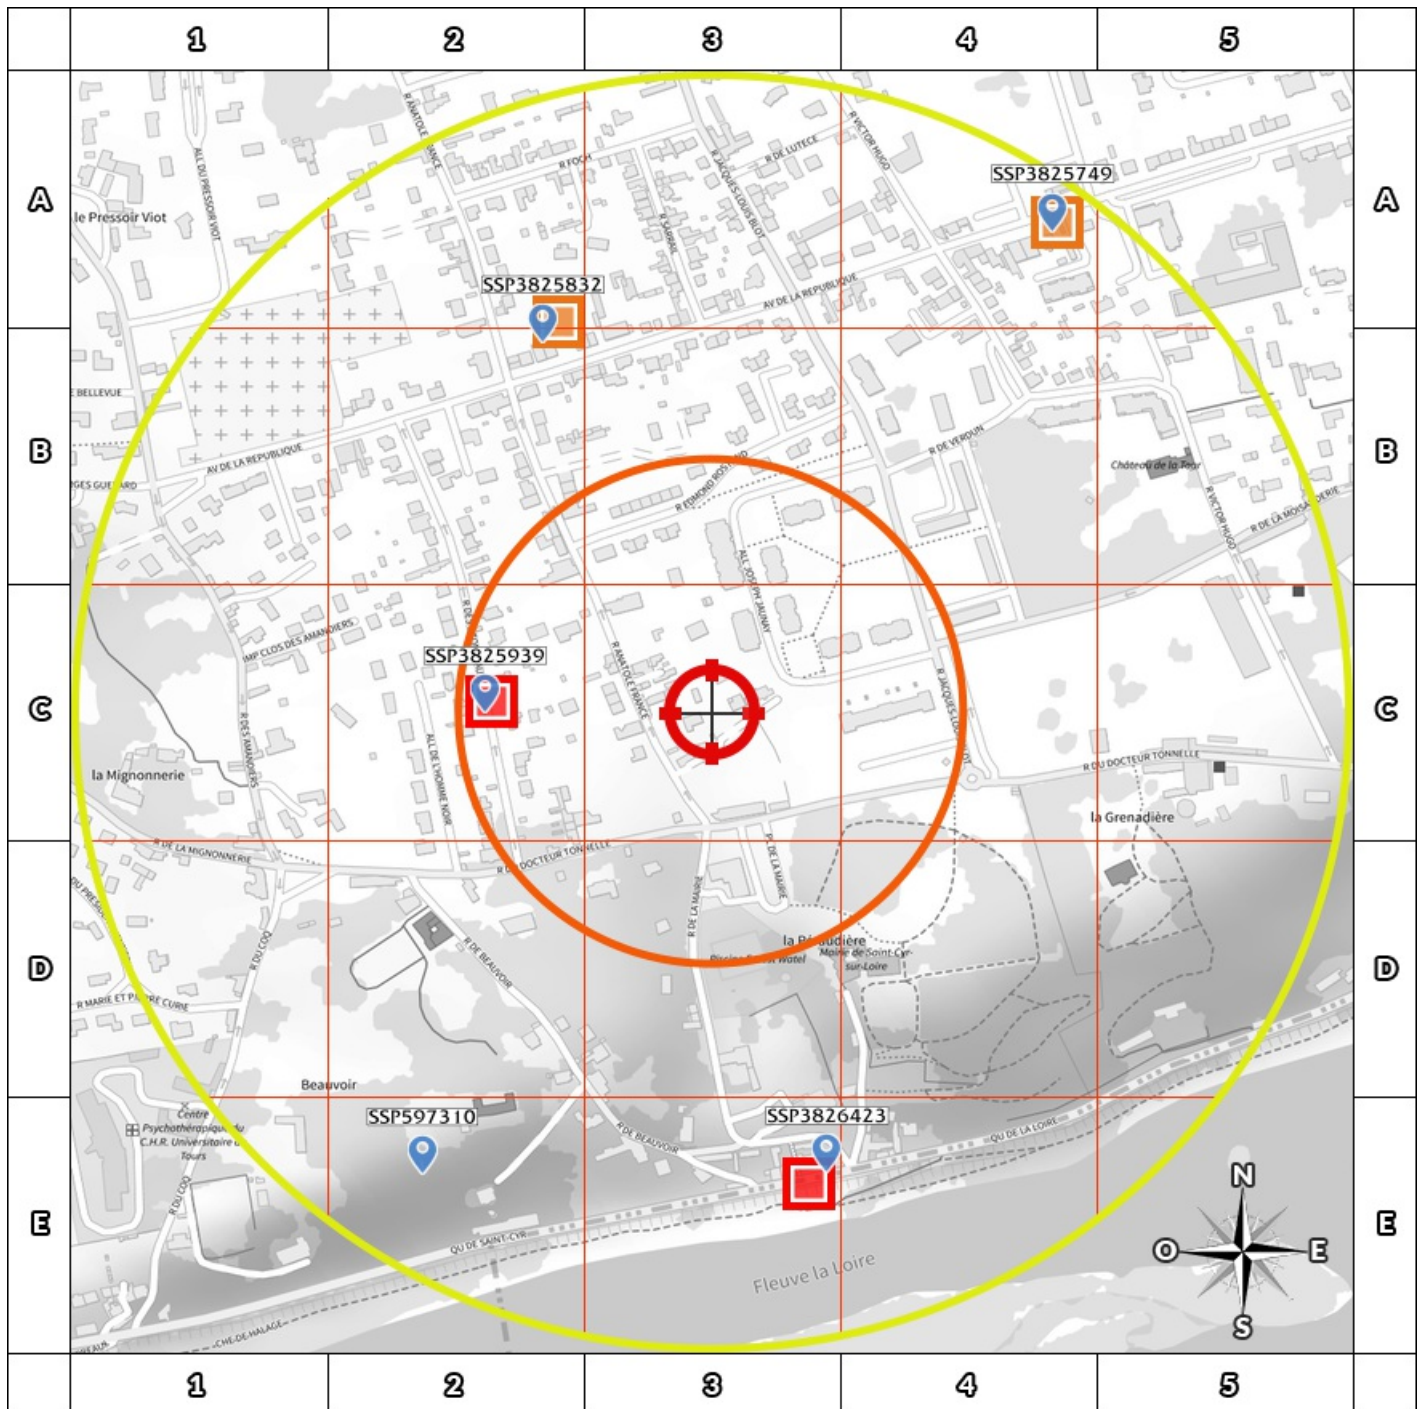 1 2 3 4 5
A
R ANATOLE FRANCE
R FOCH
R DE LUTECE
R VICTOR HUGO
ALL DU PRESSOIR VIOT
R JACQUES-LOUIS BLOT
SSP3825749
A
le Pressoir Viot
R SARRAIL
SSP3825832
AV DE LA REPUBLIQUE
E BELLEVUE
B
AV DE LA REPUBLIQUE
R DE VERDUN
R EDMOND ROSTAND
Château de la Tour
B
GES GUERARD
R VICTOR HUGO
R DE LA MOISANDERIE
ALL JOSEPH JAUNAY
IMP CLOS DES AMANDIERS
SSP3825939
R ANATOLE FRANCE
C
R DES AMANDIERS
R JACQUES-LOUIS BLOT
C
la Mignonnerie
ALL DE L'HOMME NOIR
R DU DOCTEUR TONNELLE
la Grenadière
R DE LA MIGNONNERIE
R DU DOCTEUR TONNELLE
PL DE LA MAIRIE
R DE LA MAIRIE
R DU COQ
R DE BEAUVOIR
Mairie de Saint-Cyr-
sur-Loire
D
D
R MARIE ET PIERRE CURIE
Beauvoir
SSP597310
SSP3826423
Centre
Psychothérapique du
C.H.R. Universitaire de
Tours
R DE BEAUVOIR
QU DE LA LOIRE
N
R DU COQ
E
QU DE SAINT-CYR
O E
E
Fleuve la Loire
S
CHE DE HALAGE
1 2 3 4 5